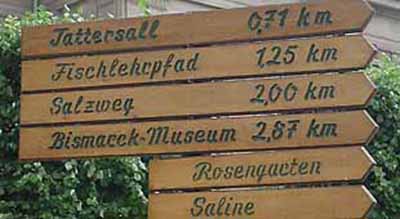 Tattersall 0,71 km
Fischlehrpfad 1,25 km
Salzweg 2,00 km
Bismarck-Museum 2,87 km
Rosengarten
Saline